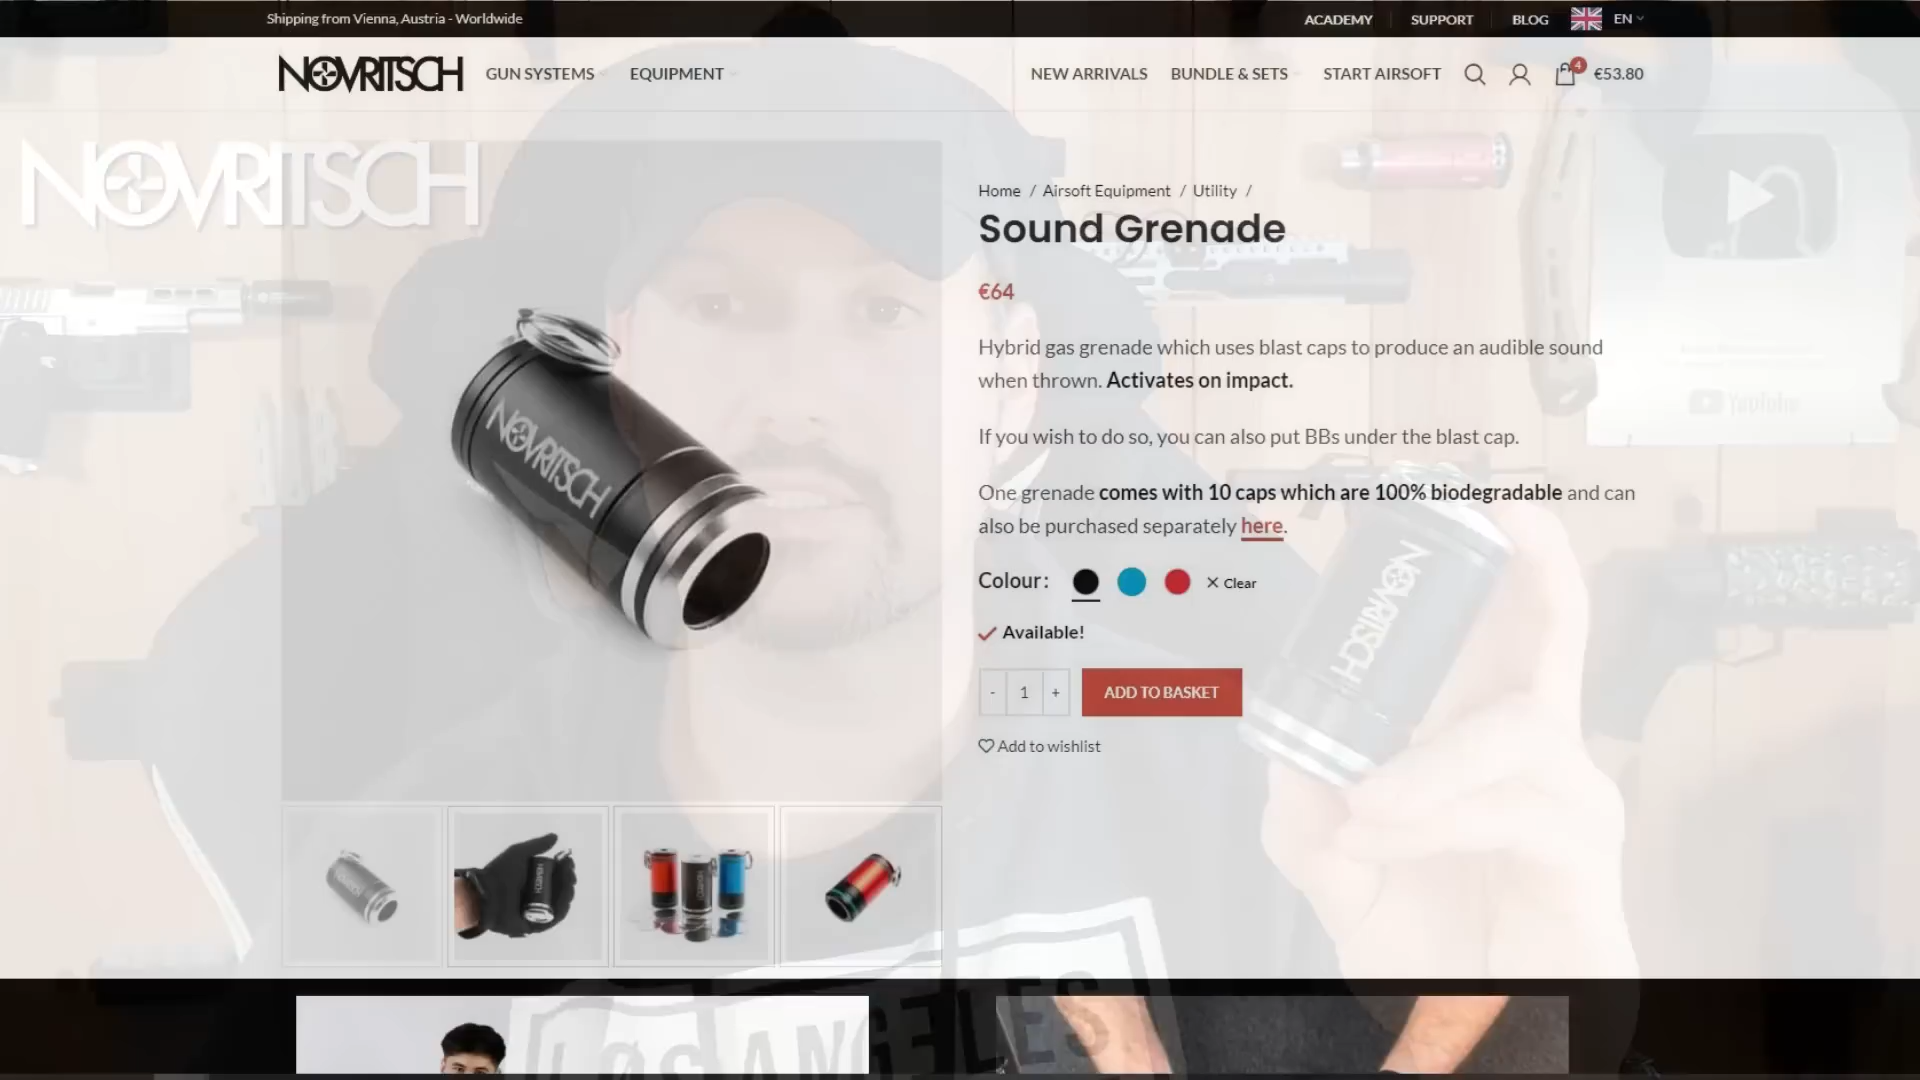 Shipping from Vienna, Austria - Worldwide
ACADEMY
SUPPORT
BLOG
EN
NOVRITSCH
GUN SYSTEMS
EQUIPMENT
NEW ARRIVALS
BUNDLE & SETS
START AIRSOFT
4
€53.80
NOVRITSCH
Home / Airsoft Equipment / Utility /
Sound Grenade
€64
Hybrid gas grenade which uses blast caps to produce an audible sound
when thrown. Activates on impact.
If you wish to do so, you can also put BBs under the blast cap.
One grenade comes with 10 caps which are 100% biodegradable and can
also be purchased separately here.
Colour:
Clear
Available!
- 1 +
ADD TO BASKET
Add to wishlist
NOVRITSCH
NOVRITSCH
YouTube
LOS ANGELES